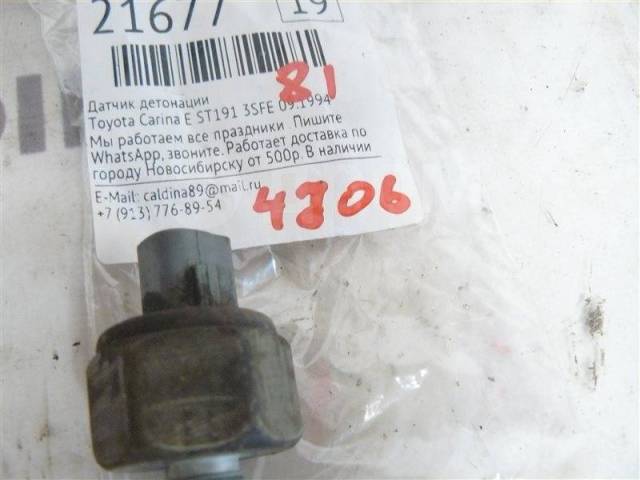 21677
19
81
Датчик детонации
Toyota Carina E ST191 3SFE 09.1994
Мы работаем все праздники . Пишите
WhatsApp, звоните. Работает доставка по
городу Новосибирску от 500р. В наличии
E-Mail: caldina89@mail.ru
+7 (913) 776-89-54
4306